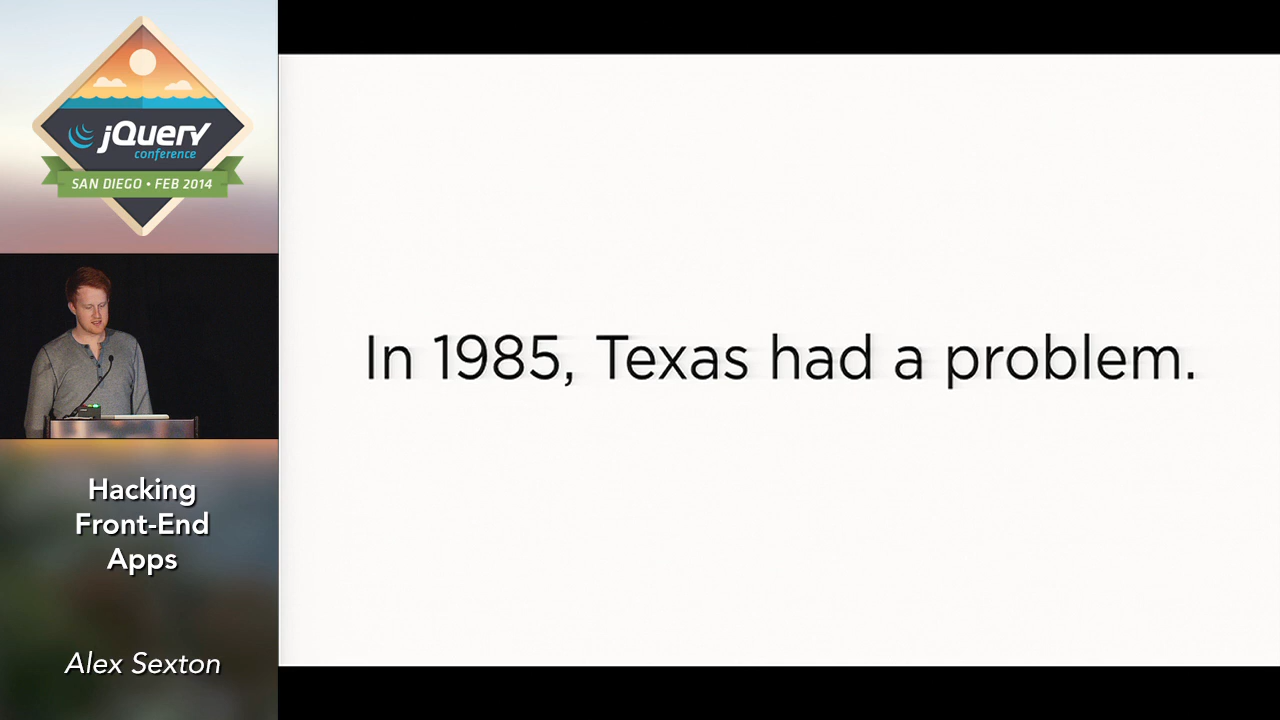 jQuery
conference
SAN DIEGO • FEB 2014
In 1985, Texas had a problem.
Hacking
Front-End
Apps
Alex Sexton